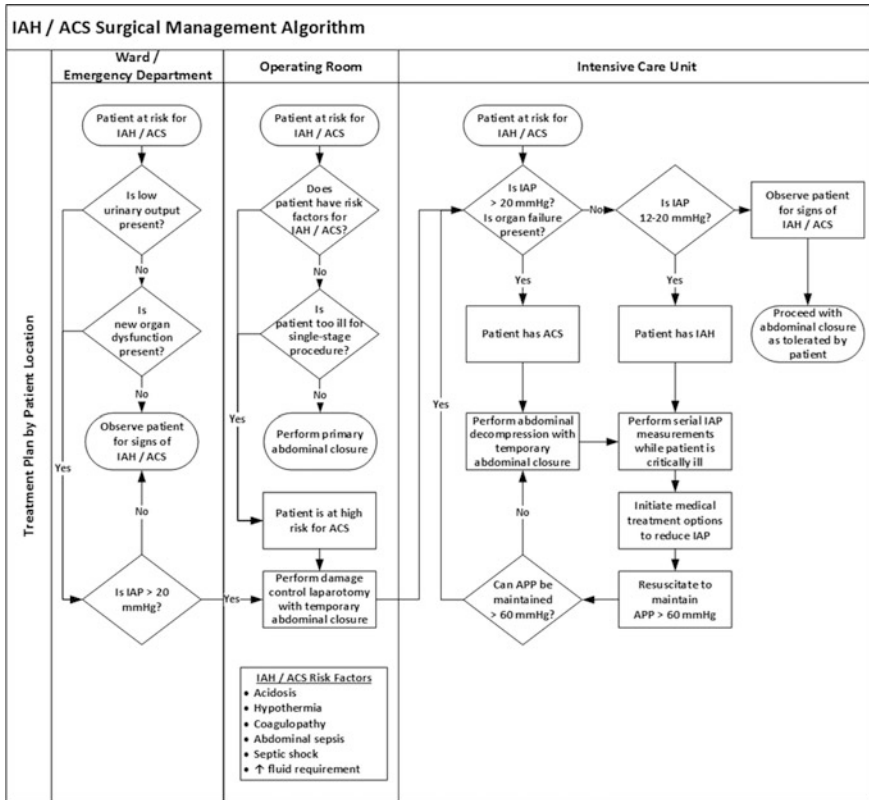 IAH / ACS Surgical Management Algorithm
Treatment Plan by Patient Location
Ward /
Emergency Department
Patient at risk for
IAH / ACS
Is low
urinary output
present?
No
Is
new organ
dysfunction
present?
No
Observe patient
for signs of
IAH / ACS
Yes
No
Is IAP > 20
mmHg?
Yes
Operating Room
Patient at risk for
IAH / ACS
Does
patient have risk
factors for
IAH / ACS?
No
Is
patient too ill for
single-stage
procedure?
Yes
No
Perform primary
abdominal closure
Patient is at high
risk for ACS
Perform damage
control laparotomy
with temporary
abdominal closure
IAH / ACS Risk Factors
• Acidosis
• Hypothermia
• Coagulopathy
• Abdominal sepsis
• Septic shock
• ↑ fluid requirement
Intensive Care Unit
Patient at risk for
IAH / ACS
Is IAP
> 20 mmHg?
Is organ failure
present?
No
Is IAP
12-20 mmHg?
Observe patient
for signs of
IAH / ACS
Yes
Yes
Patient has ACS
Patient has IAH
Proceed with
abdominal closure
as tolerated by
patient
Yes
Perform abdominal
decompression with
temporary
abdominal closure
Perform serial IAP
measurements
while patient is
critically ill
No
Initiate medical
treatment options
to reduce IAP
Can APP be
maintained
> 60 mmHg?
Resuscitate to
maintain
APP > 60 mmHg